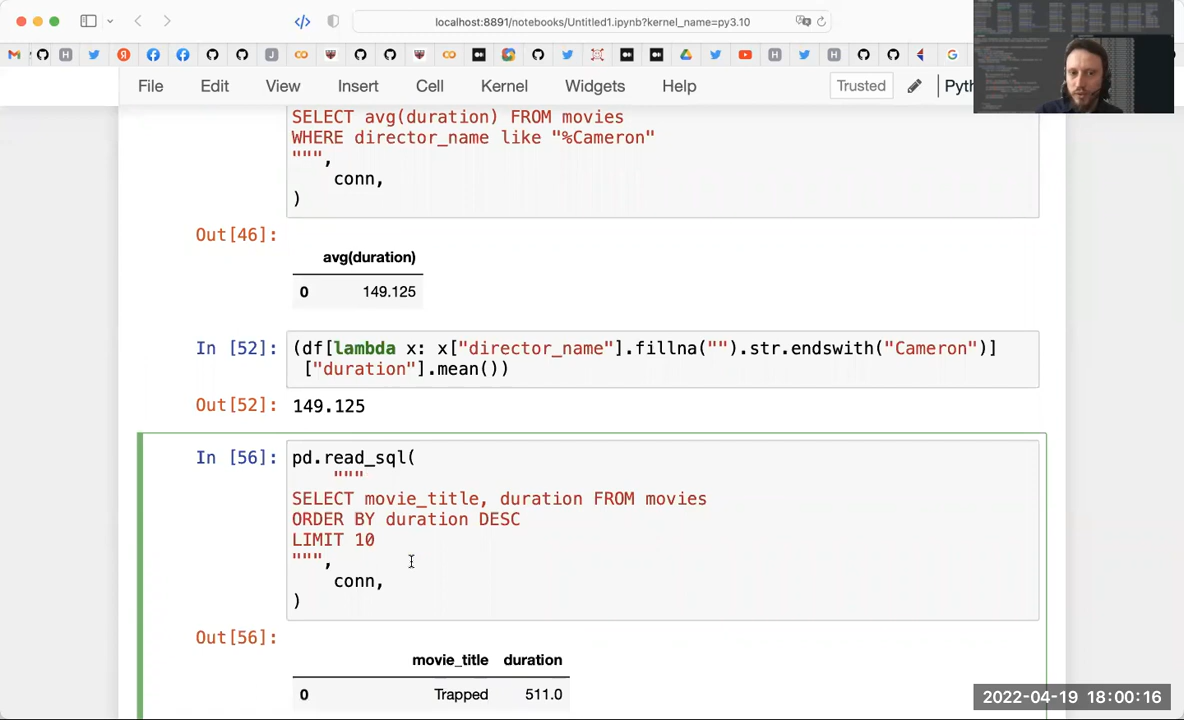 localhost:8891/notebooks/Untitled1.ipynb?kernel_name=py3.10
File Edit View Insert Cell Kernel Widgets Help Trusted
SELECT avg(duration) FROM movies
WHERE director_name like "%Cameron"
""",
conn,
)
Out[46]:
avg(duration)
0 149.125
In [52]: (df[lambda x: x["director_name"].fillna("").str.endswith("Cameron")]
["duration"].mean())
Out[52]: 149.125
In [56]: pd.read_sql(
"""
SELECT movie_title, duration FROM movies
ORDER BY duration DESC
LIMIT 10
""",
conn,
)
Out[56]:
movie_title duration
0 Trapped 511.0
2022-04-19 18:00:16